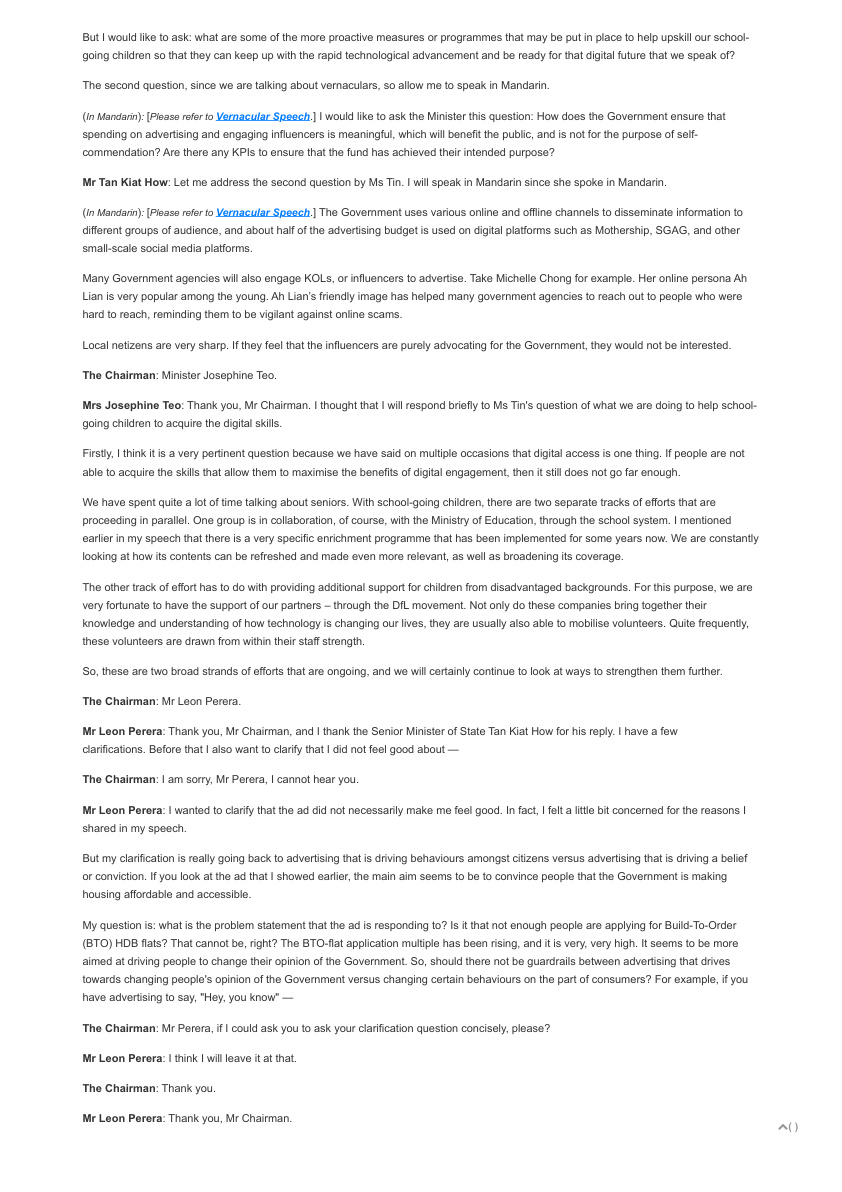 But I would like to ask: what are some of the more proactive measures or programmes that may be put in place to help upskill our school-
going children so that they can keep up with the rapid technological advancement and be ready for that digital future that we speak of?
The second question, since we are talking about vernaculars, so allow me to speak in Mandarin.
(In Mandarin): [Please refer to Vernacular Speech.] I would like to ask the Minister this question: How does the Government ensure that
spending on advertising and engaging influencers is meaningful, which will benefit the public, and is not for the purpose of self-
commendation? Are there any KPIs to ensure that the fund has achieved their intended purpose?
Mr Tan Kiat How: Let me address the second question by Ms Tin. I will speak in Mandarin since she spoke in Mandarin.
(In Mandarin): [Please refer to Vernacular Speech.] The Government uses various online and offline channels to disseminate information to
different groups of audience, and about half of the advertising budget is used on digital platforms such as Mothership, SGAG, and other
small-scale social media platforms.
Many Government agencies will also engage KOLs, or influencers to advertise. Take Michelle Chong for example. Her online persona Ah
Lian is very popular among the young. Ah Lian's friendly image has helped many government agencies to reach out to people who were
hard to reach, reminding them to be vigilant against online scams.
Local netizens are very sharp. If they feel that the influencers are purely advocating for the Government, they would not be interested.
The Chairman: Minister Josephine Teo.
Mrs Josephine Teo: Thank you, Mr Chairman. I thought that I will respond briefly to Ms Tin's question of what we are doing to help school-
going children to acquire the digital skills.
Firstly, I think it is a very pertinent question because we have said on multiple occasions that digital access is one thing. If people are not
able to acquire the skills that allow them to maximise the benefits of digital engagement, then it still does not go far enough.
We have spent quite a lot of time talking about seniors. With school-going children, there are two separate tracks of efforts that are
proceeding in parallel. One group is in collaboration, of course, with the Ministry of Education, through the school system. I mentioned
earlier in my speech that there is a very specific enrichment programme that has been implemented for some years now. We are constantly
looking at how its contents can be refreshed and made even more relevant, as well as broadening its coverage.
The other track of effort has to do with providing additional support for children from disadvantaged backgrounds. For this purpose, we are
very fortunate to have the support of our partners – through the DfL movement. Not only do these companies bring together their
knowledge and understanding of how technology is changing our lives, they are usually also able to mobilise volunteers. Quite frequently,
these volunteers are drawn from within their staff strength.
So, these are two broad strands of efforts that are ongoing, and we will certainly continue to look at ways to strengthen them further.
The Chairman: Mr Leon Perera.
Mr Leon Perera: Thank you, Mr Chairman, and I thank the Senior Minister of State Tan Kiat How for his reply. I have a few
clarifications. Before that I also want to clarify that I did not feel good about —
The Chairman: I am sorry, Mr Perera, I cannot hear you.
Mr Leon Perera: I wanted to clarify that the ad did not necessarily make me feel good. In fact, I felt a little bit concerned for the reasons I
shared in my speech.
But my clarification is really going back to advertising that is driving behaviours amongst citizens versus advertising that is driving a belief
or conviction. If you look at the ad that I showed earlier, the main aim seems to be to convince people that the Government is making
housing affordable and accessible.
My question is: what is the problem statement that the ad is responding to? Is it that not enough people are applying for Build-To-Order
(BTO) HDB flats? That cannot be, right? The BTO-flat application multiple has been rising, and it is very, very high. It seems to be more
aimed at driving people to change their opinion of the Government. So, should there not be guardrails between advertising that drives
towards changing people's opinion of the Government versus changing certain behaviours on the part of consumers? For example, if you
have advertising to say, "Hey, you know" —
The Chairman: Mr Perera, if I could ask you to ask your clarification question concisely, please?
Mr Leon Perera: I think I will leave it at that.
The Chairman: Thank you.
Mr Leon Perera: Thank you, Mr Chairman.
( )